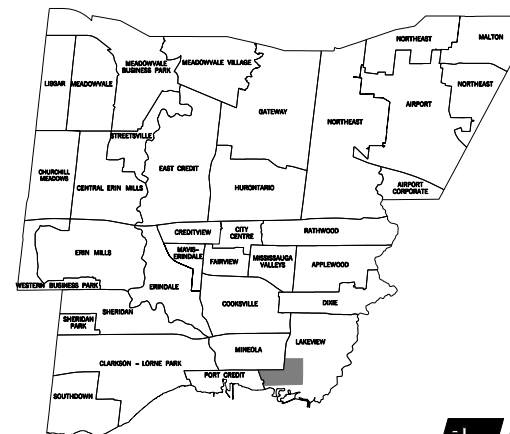 NORTHEAST
MALTON
MEADOWVALE
BUSINESS PARK
MEADOWVALE VILLAGE
LISGAR
MEADOWVALE
NORTHEAST
AIRPORT
GATEWAY
NORTHEAST
STREETSVILLE
EAST CREDIT
CHURCHILL
MEADOWS
CENTRAL ERIN MILLS
HURONTARIO
AIRPORT
CORPORATE
CREDITVIEW
CITY
CENTRE
RATHWOOD
ERIN MILLS
MAVIS-
ERINDALE
FAIRVIEW
MISSISSAUGA
VALLEYS
APPLEWOOD
WESTERN BUSINESS PARK
ERINDALE
COOKSVILLE
DIXIE
SHERIDAN
SHERIDAN
PARK
LAKEVIEW
MINEOLA
CLARKSON - LORNE PARK
PORT CREDIT
SOUTHDOWN